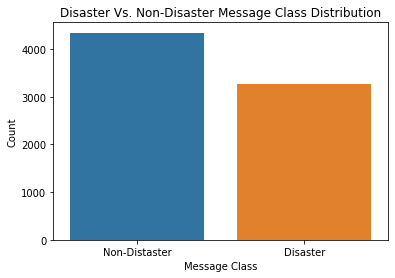 Disaster Vs. Non-Disaster Message Class Distribution
4000
3000
2000
1000
0
Count
Non-Distaster
Disaster
Message Class